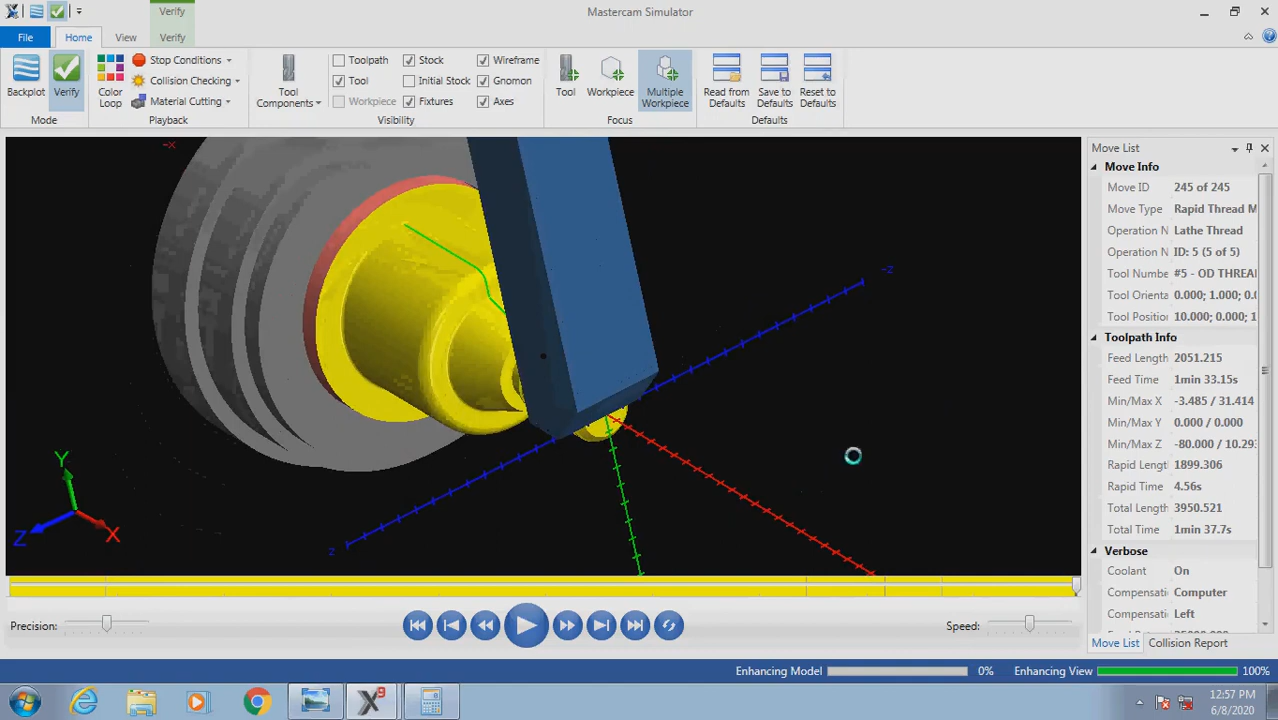 Verify
Mastercam Simulator
File
Home
View
Verify
Backplot
Verify
Mode
Color Loop
Stop Conditions
Collision Checking
Material Cutting
Playback
Tool Components
Toolpath
Tool
Workpiece
Stock
Initial Stock
Fixtures
Wireframe
Gnomon
Axes
Visibility
Tool
Workpiece
Multiple Workpiece
Focus
Read from Defaults
Save to Defaults
Reset to Defaults
Defaults
-x
-z
z
Y
Z
X
Move List
Move Info
Move ID 245 of 245
Move Type Rapid Thread M
Operation N Lathe Thread
Operation N ID: 5 (5 of 5)
Tool Number #5 - OD THREA
Tool Orienta 0.000; 1.000; 0.0
Tool Position 10.000; 0.000; 1
Toolpath Info
Feed Length 2051.215
Feed Time 1min 33.15s
Min/Max X -3.485 / 31.414
Min/Max Y 0.000 / 0.000
Min/Max Z -80.000 / 10.29
Rapid Length 1899.306
Rapid Time 4.56s
Total Length 3950.521
Total Time 1min 37.7s
Verbose
Coolant On
Compensati Computer
Compensati Left
Move List
Collision Report
Precision:
Speed:
Enhancing Model 0%
Enhancing View 100%
X9
12:57 PM
6/8/2020